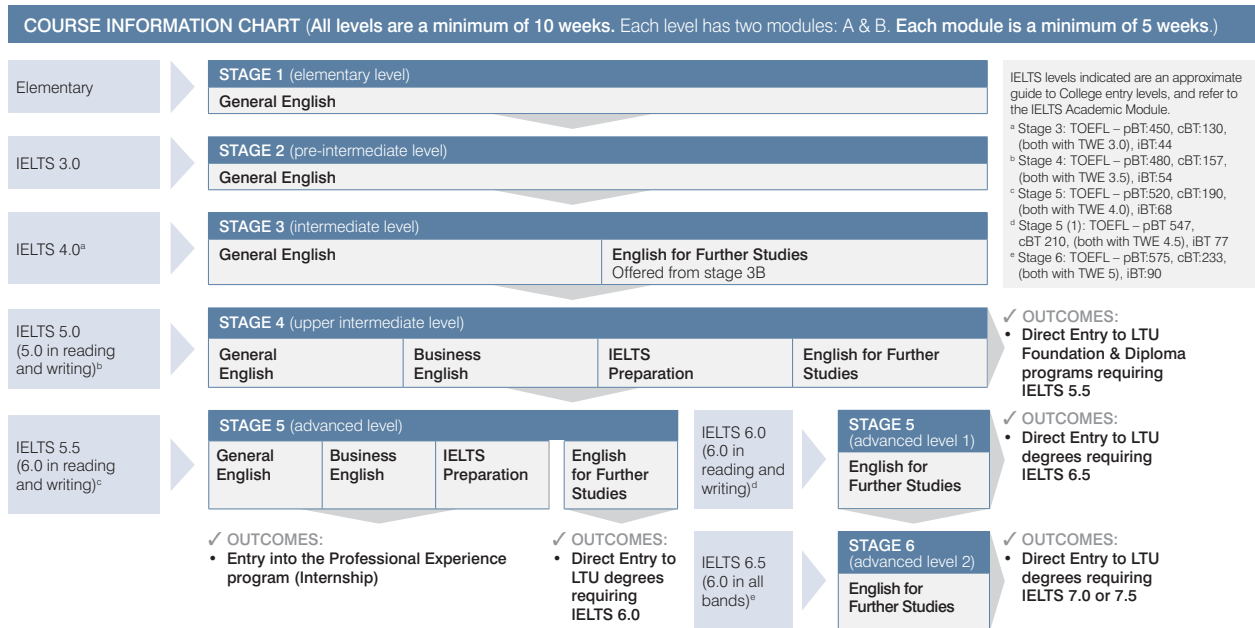 COURSE INFORMATION CHART (All levels are a minimum of 10 weeks. Each level has two modules: A & B. Each module is a minimum of 5 weeks.)
Elementary
STAGE 1 (elementary level)
General English
IELTS 3.0
STAGE 2 (pre-intermediate level)
General English
IELTS 4.0ᵃ
STAGE 3 (intermediate level)
General English
English for Further Studies
Offered from stage 3B
IELTS levels indicated are an approximate
guide to College entry levels, and refer to
the IELTS Academic Module.
ᵃ Stage 3: TOEFL – pBT:450, cBT:130,
(both with TWE 3.0), iBT:44
ᵇ Stage 4: TOEFL – pBT:480, cBT:157,
(both with TWE 3.5), iBT:54
ᶜ Stage 5: TOEFL – pBT:520, cBT:190,
(both with TWE 4.0), iBT:68
ᵈ Stage 5 (1): TOEFL – pBT 547,
cBT 210, (both with TWE 4.5), iBT 77
ᵉ Stage 6: TOEFL – pBT:575, cBT:233,
(both with TWE 5), iBT:90
IELTS 5.0
(5.0 in reading
and writing)ᵇ
STAGE 4 (upper intermediate level)
General
English
Business
English
IELTS
Preparation
English for Further
Studies
✓ OUTCOMES:
• Direct Entry to LTU
Foundation & Diploma
programs requiring
IELTS 5.5
IELTS 5.5
(6.0 in reading
and writing)ᶜ
STAGE 5 (advanced level)
General
English
Business
English
IELTS
Preparation
English
for Further
Studies
IELTS 6.0
(6.0 in
reading and
writing)ᵈ
STAGE 5
(advanced level 1)
English for
Further Studies
✓ OUTCOMES:
• Direct Entry to LTU
degrees requiring
IELTS 6.5
✓ OUTCOMES:
• Entry into the Professional Experience
program (Internship)
✓ OUTCOMES:
• Direct Entry to
LTU degrees
requiring
IELTS 6.0
IELTS 6.5
(6.0 in all
bands)ᵉ
STAGE 6
(advanced level 2)
English for
Further Studies
✓ OUTCOMES:
• Direct Entry to LTU
degrees requiring
IELTS 7.0 or 7.5